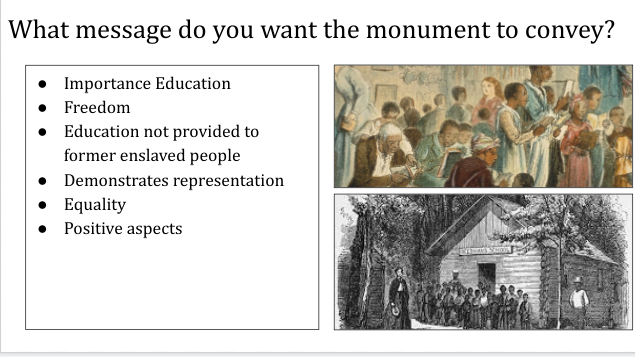 What message do you want the monument to convey?
● Importance Education
● Freedom
● Education not provided to
former enslaved people
● Demonstrates representation
● Equality
● Positive aspects